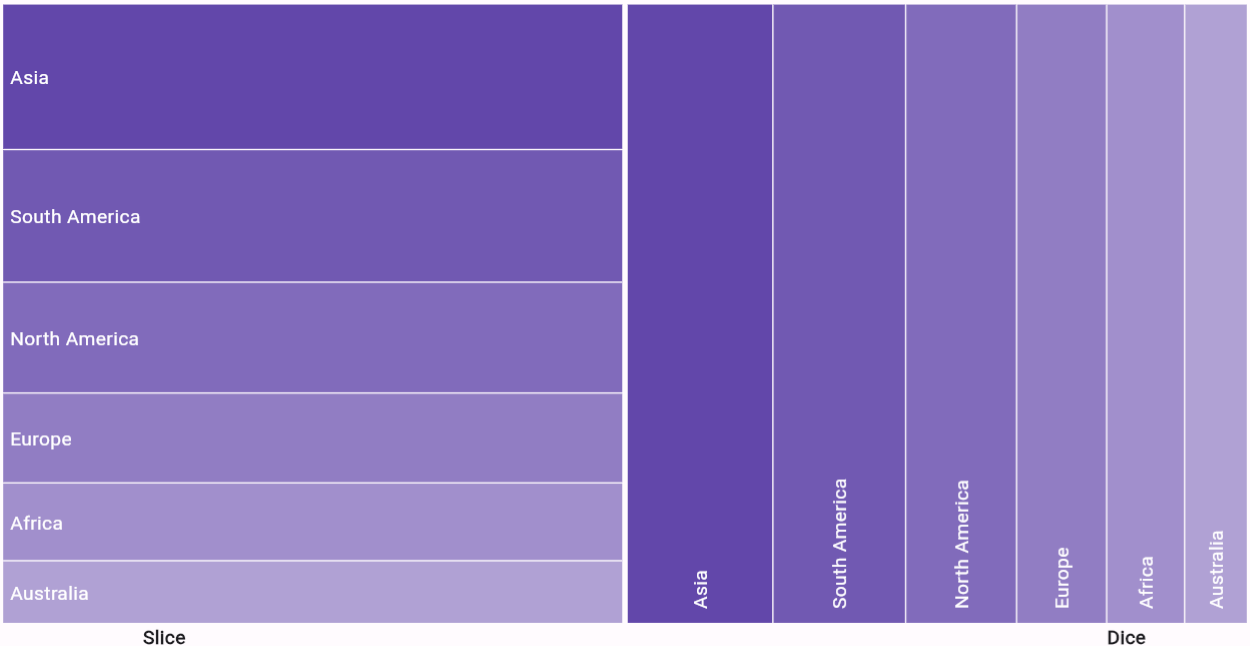 Asia
South America
North America
Europe
Africa
Australia
Slice
Asia
South America
North America
Europe
Africa
Australia
Dice